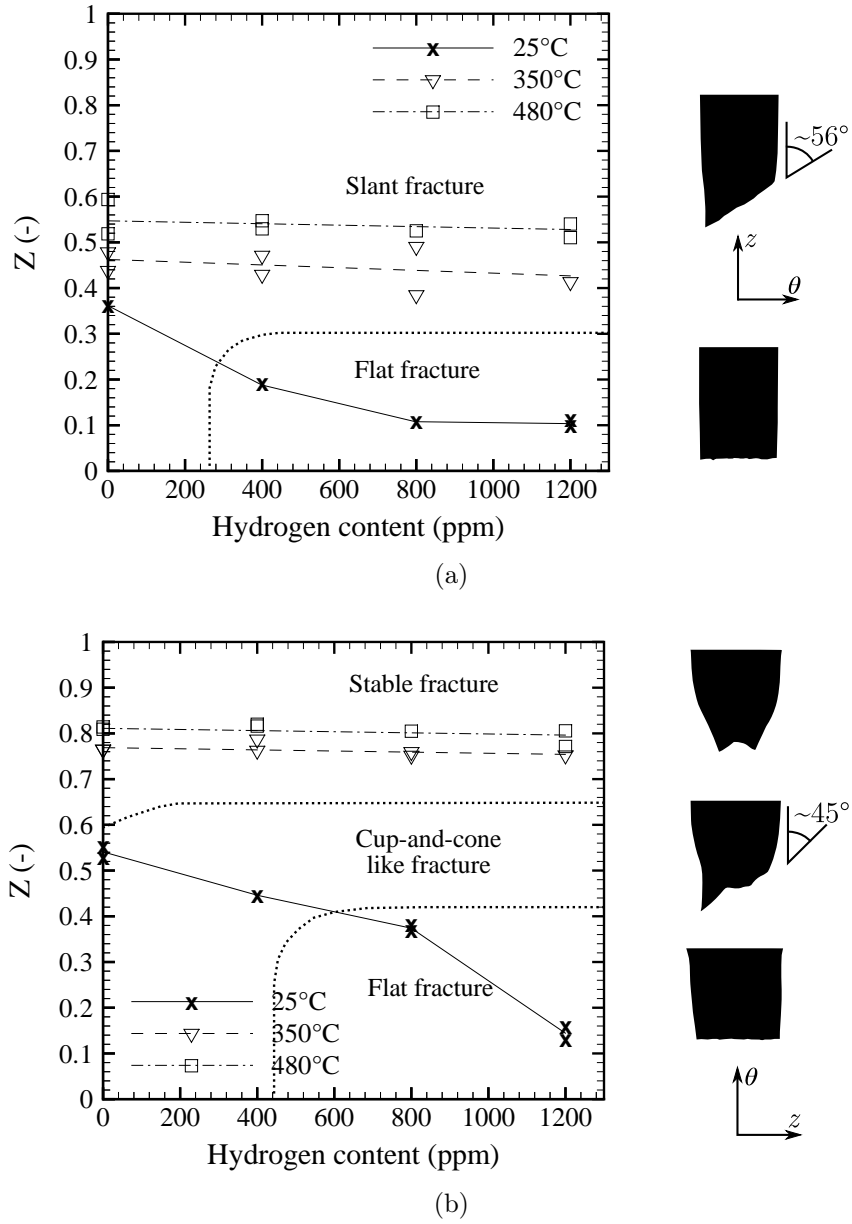 1
0.9
0.8
0.7
0.6
0.5
0.4
0.3
0.2
0.1
0
Z (-)
25°C
350°C
480°C
Slant fracture
Flat fracture
0 200 400 600 800 1000 1200
Hydrogen content (ppm)
~56°
z
θ
(a)
1
0.9
0.8
0.7
0.6
0.5
0.4
0.3
0.2
0.1
0
Z (-)
Stable fracture
Cup-and-cone
like fracture
Flat fracture
25°C
350°C
480°C
0 200 400 600 800 1000 1200
Hydrogen content (ppm)
~45°
θ
z
(b)